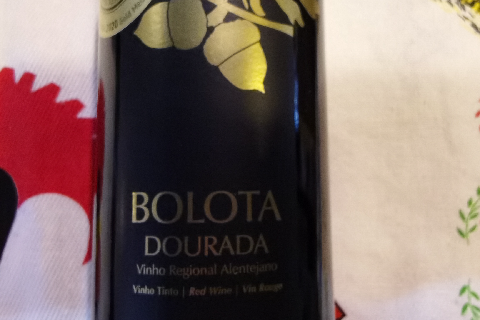 BOLOTA
DOURADA
Vinho Regional Alentejano
Vinho Tinto | Red Wine | Vin Rouge